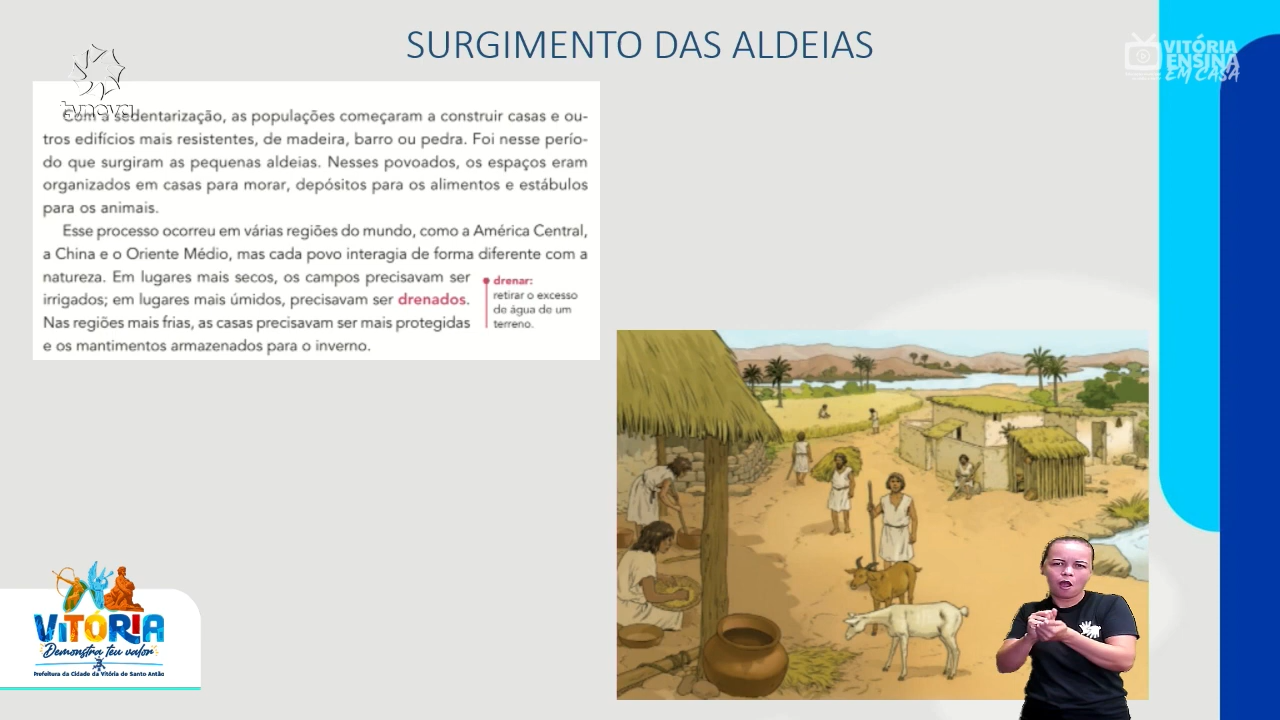 SURGIMENTO DAS ALDEIAS
VITÓRIA
ENSINA
EM CASA
tvnova
Com a sedentarização, as populações começaram a construir casas e ou-
tros edifícios mais resistentes, de madeira, barro ou pedra. Foi nesse perío-
do que surgiram as pequenas aldeias. Nesses povoados, os espaços eram
organizados em casas para morar, depósitos para os alimentos e estábulos
para os animais.
Esse processo ocorreu em várias regiões do mundo, como a América Central,
a China e o Oriente Médio, mas cada povo interagia de forma diferente com a
natureza. Em lugares mais secos, os campos precisavam ser
irrigados; em lugares mais úmidos, precisavam ser drenados.
Nas regiões mais frias, as casas precisavam ser mais protegidas
e os mantimentos armazenados para o inverno.
drenar:
retirar o excesso
de água de um
terreno.
VITÓRIA
Demonstra teu valor
Prefeitura da Cidade da Vitória de Santo Antão